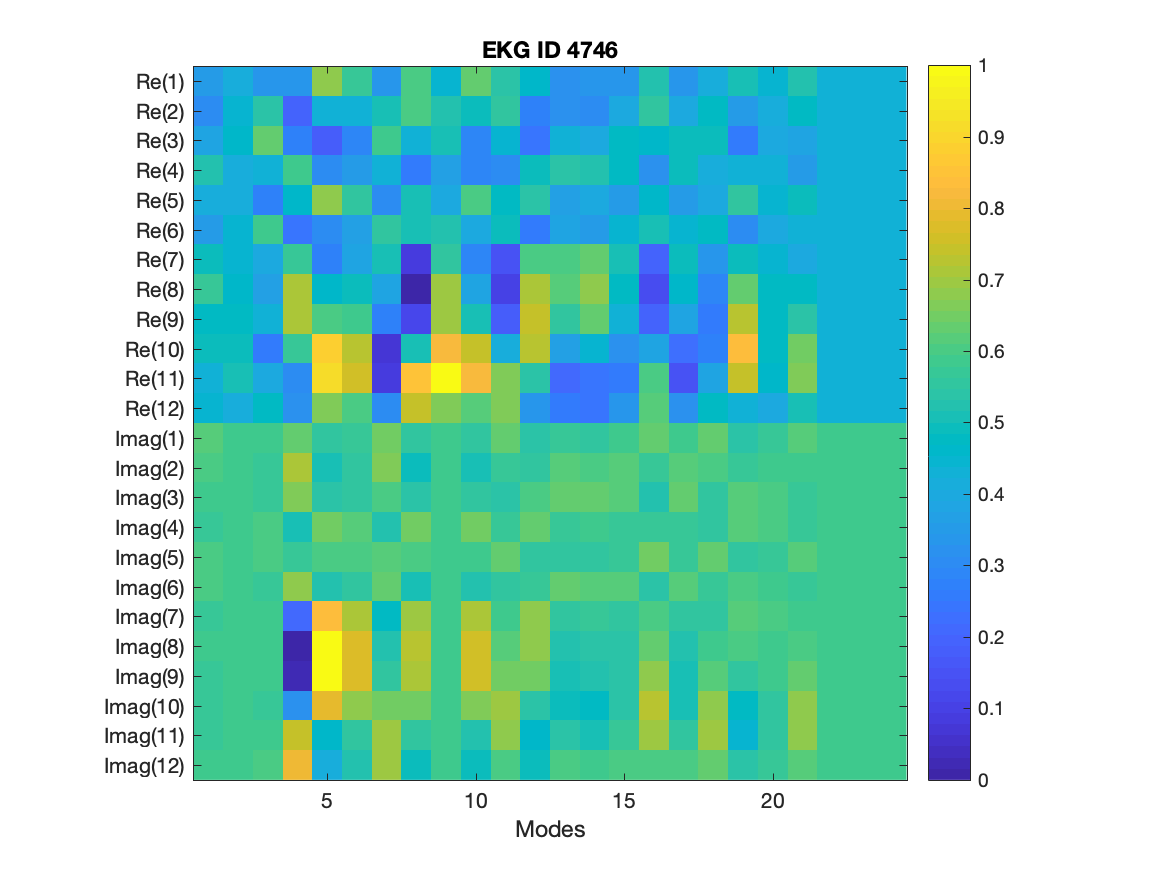 EKG ID 4746
Re(1)
Re(2)
Re(3)
Re(4)
Re(5)
Re(6)
Re(7)
Re(8)
Re(9)
Re(10)
Re(11)
Re(12)
Imag(1)
Imag(2)
Imag(3)
Imag(4)
Imag(5)
Imag(6)
Imag(7)
Imag(8)
Imag(9)
Imag(10)
Imag(11)
Imag(12)
5 10 15 20
Modes
1
0.9
0.8
0.7
0.6
0.5
0.4
0.3
0.2
0.1
0